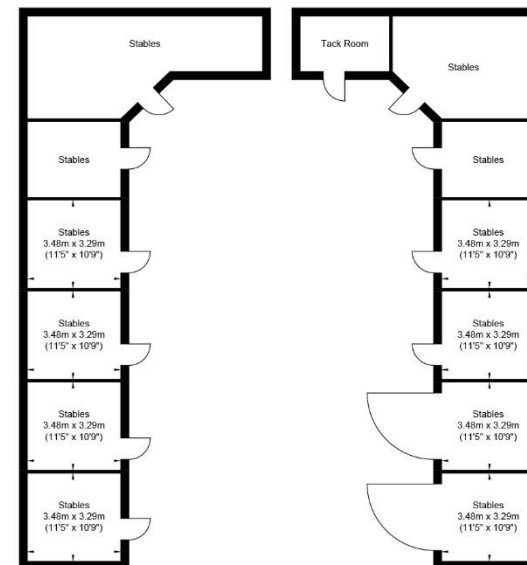 Stables
Tack Room
Stables
Stables
Stables
Stables
3.48m x 3.29m
(11'5" x 10'9")
Stables
3.48m x 3.29m
(11'5" x 10'9")
Stables
3.48m x 3.29m
(11'5" x 10'9")
Stables
3.48m x 3.29m
(11'5" x 10'9")
Stables
3.48m x 3.29m
(11'5" x 10'9")
Stables
3.48m x 3.29m
(11'5" x 10'9")
Stables
3.48m x 3.29m
(11'5" x 10'9")
Stables
3.48m x 3.29m
(11'5" x 10'9")